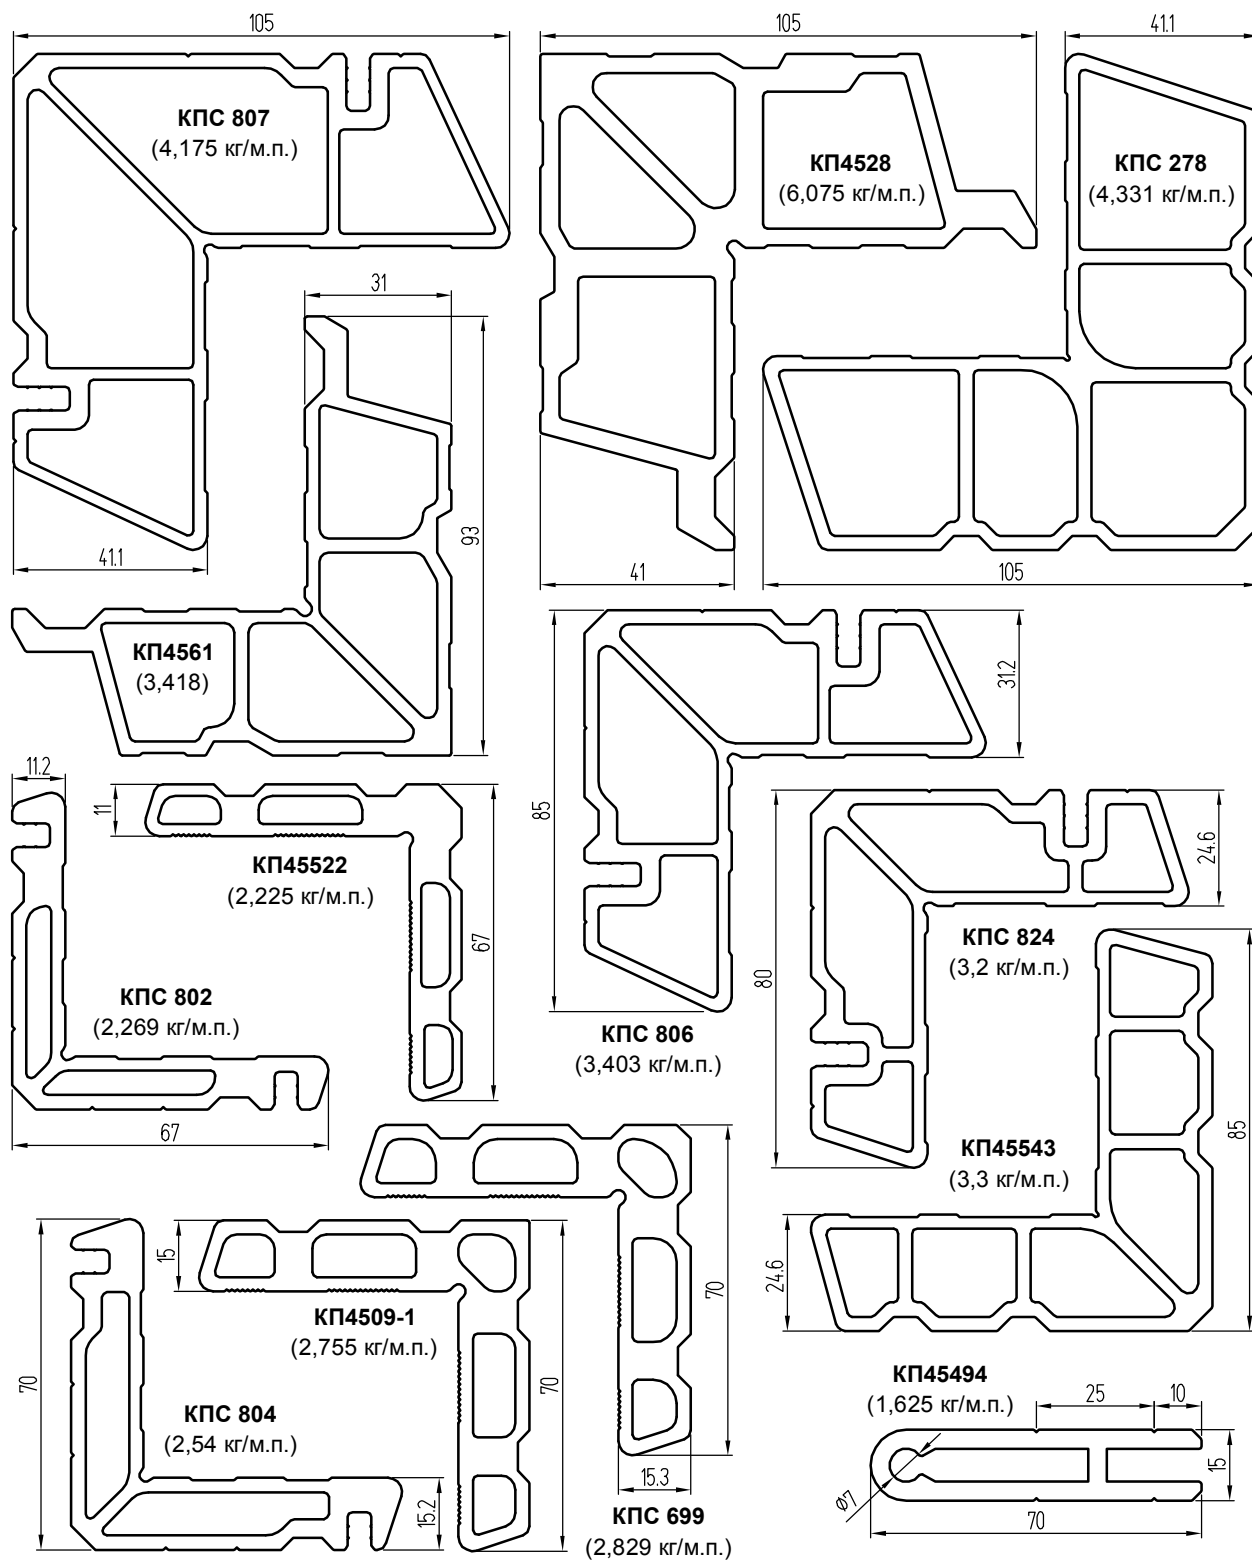 105
105
41.1
КПС 807
(4,175 кг/м.п.)
КП4528
(6,075 кг/м.п.)
КПС 278
(4,331 кг/м.п.)
31
93
41.1
41
105
КП4561
(3,418)
31.2
85
11.2
11
КП45522
(2,225 кг/м.п.)
67
80
24.6
КПС 824
(3,2 кг/м.п.)
КПС 802
(2,269 кг/м.п.)
КПС 806
(3,403 кг/м.п.)
67
85
КП45543
(3,3 кг/м.п.)
70
15
КП4509-1
(2,755 кг/м.п.)
70
70
24.6
КПС 804
(2,54 кг/м.п.)
КП45494
(1,625 кг/м.п.)
25
10
15
Ø7
70
15.3
15.2
КПС 699
(2,829 кг/м.п.)